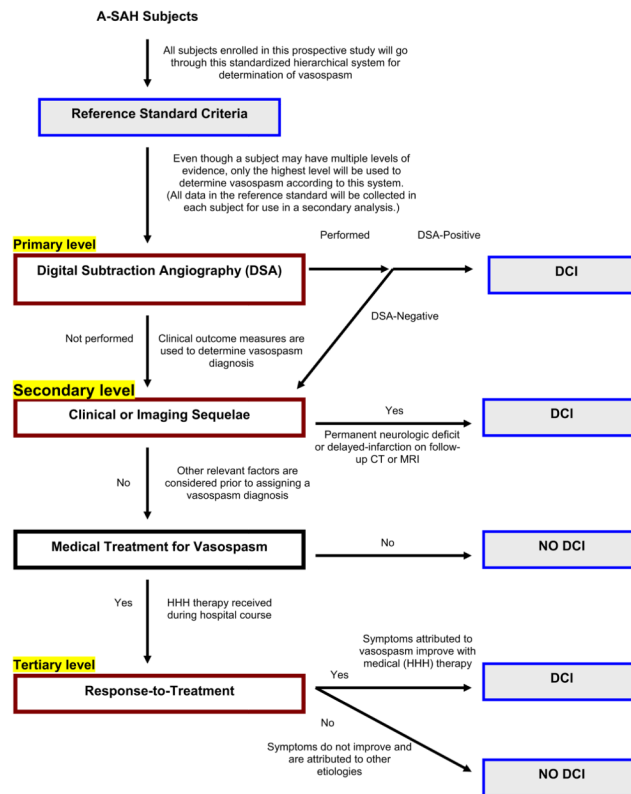 A-SAH Subjects
All subjects enrolled in this prospective study will go
through this standardized hierarchical system for
determination of vasospasm
Reference Standard Criteria
Even though a subject may have multiple levels of
evidence, only the highest level will be used to
determine vasospasm according to this system.
(All data in the reference standard will be collected in
each subject for use in a secondary analysis.)
Primary level
Performed
DSA-Positive
Digital Subtraction Angiography (DSA)
DCI
DSA-Negative
Not performed
Clinical outcome measures are
used to determine vasospasm
diagnosis
Secondary level
Clinical or Imaging Sequelae
Yes
DCI
Permanent neurologic deficit
or delayed-infarction on follow-
up CT or MRI
No
Other relevant factors are
considered prior to assigning a
vasospasm diagnosis
Medical Treatment for Vasospasm
No
NO DCI
Yes
HHH therapy received
during hospital course
Symptoms attributed to
vasospasm improve with
medical (HHH) therapy
Tertiary level
Response-to-Treatment
Yes
DCI
No
Symptoms do not improve and
are attributed to other
etiologies
NO DCI